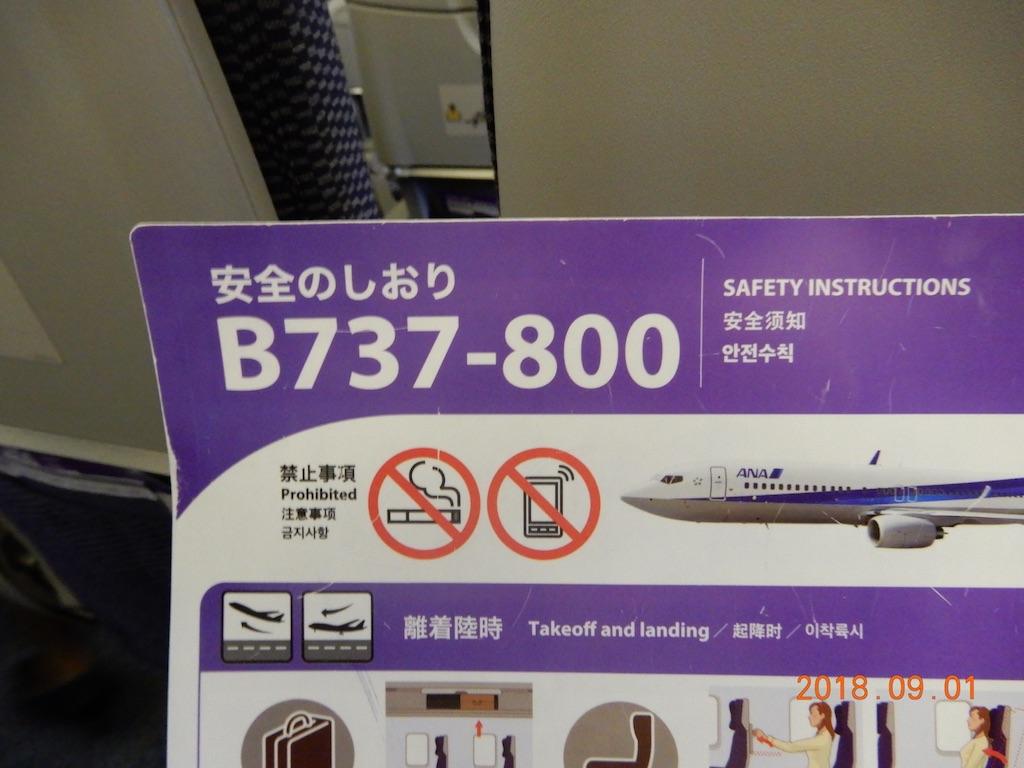 安全のしおり
B737-800
SAFETY INSTRUCTIONS
安全须知
안전수칙
禁止事項
Prohibited
注意事项
금지사항
ANA
離着陸時 Takeoff and landing / 起降时 / 이착륙시
2018.09.01